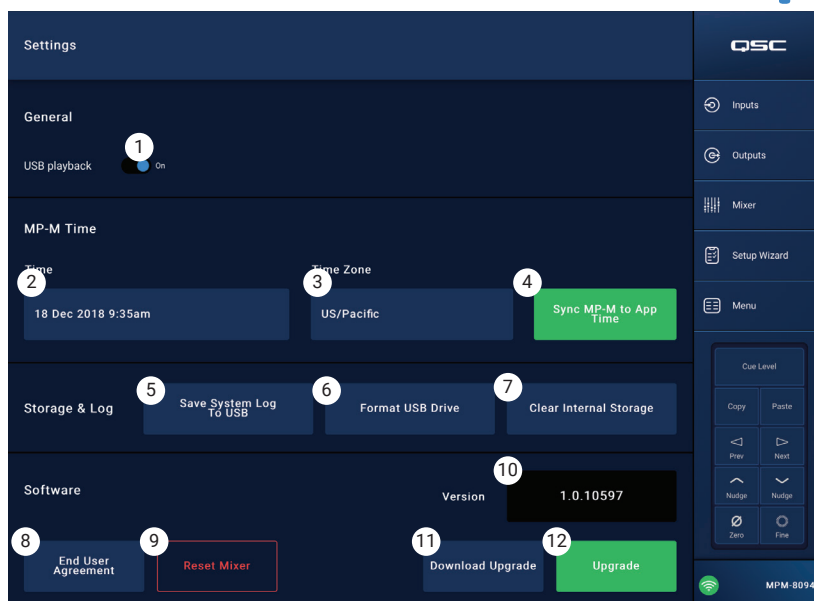 Settings
QSC
General
1
USB playback
On
MP-M Time
Time
Time Zone
2
3
4
18 Dec 2018 9:35am
US/Pacific
Sync MP-M to App
Time
5
6
7
Storage & Log
Save System Log
To USB
Format USB Drive
Clear Internal Storage
10
Software
Version
1.0.10597
8
9
11
12
End User
Agreement
Reset Mixer
Download Upgrade
Upgrade
Inputs
Outputs
Mixer
Setup Wizard
Menu
Cue Level
Copy
Paste
Prev
Next
Nudge
Nudge
Zero
Fine
MPM-8094